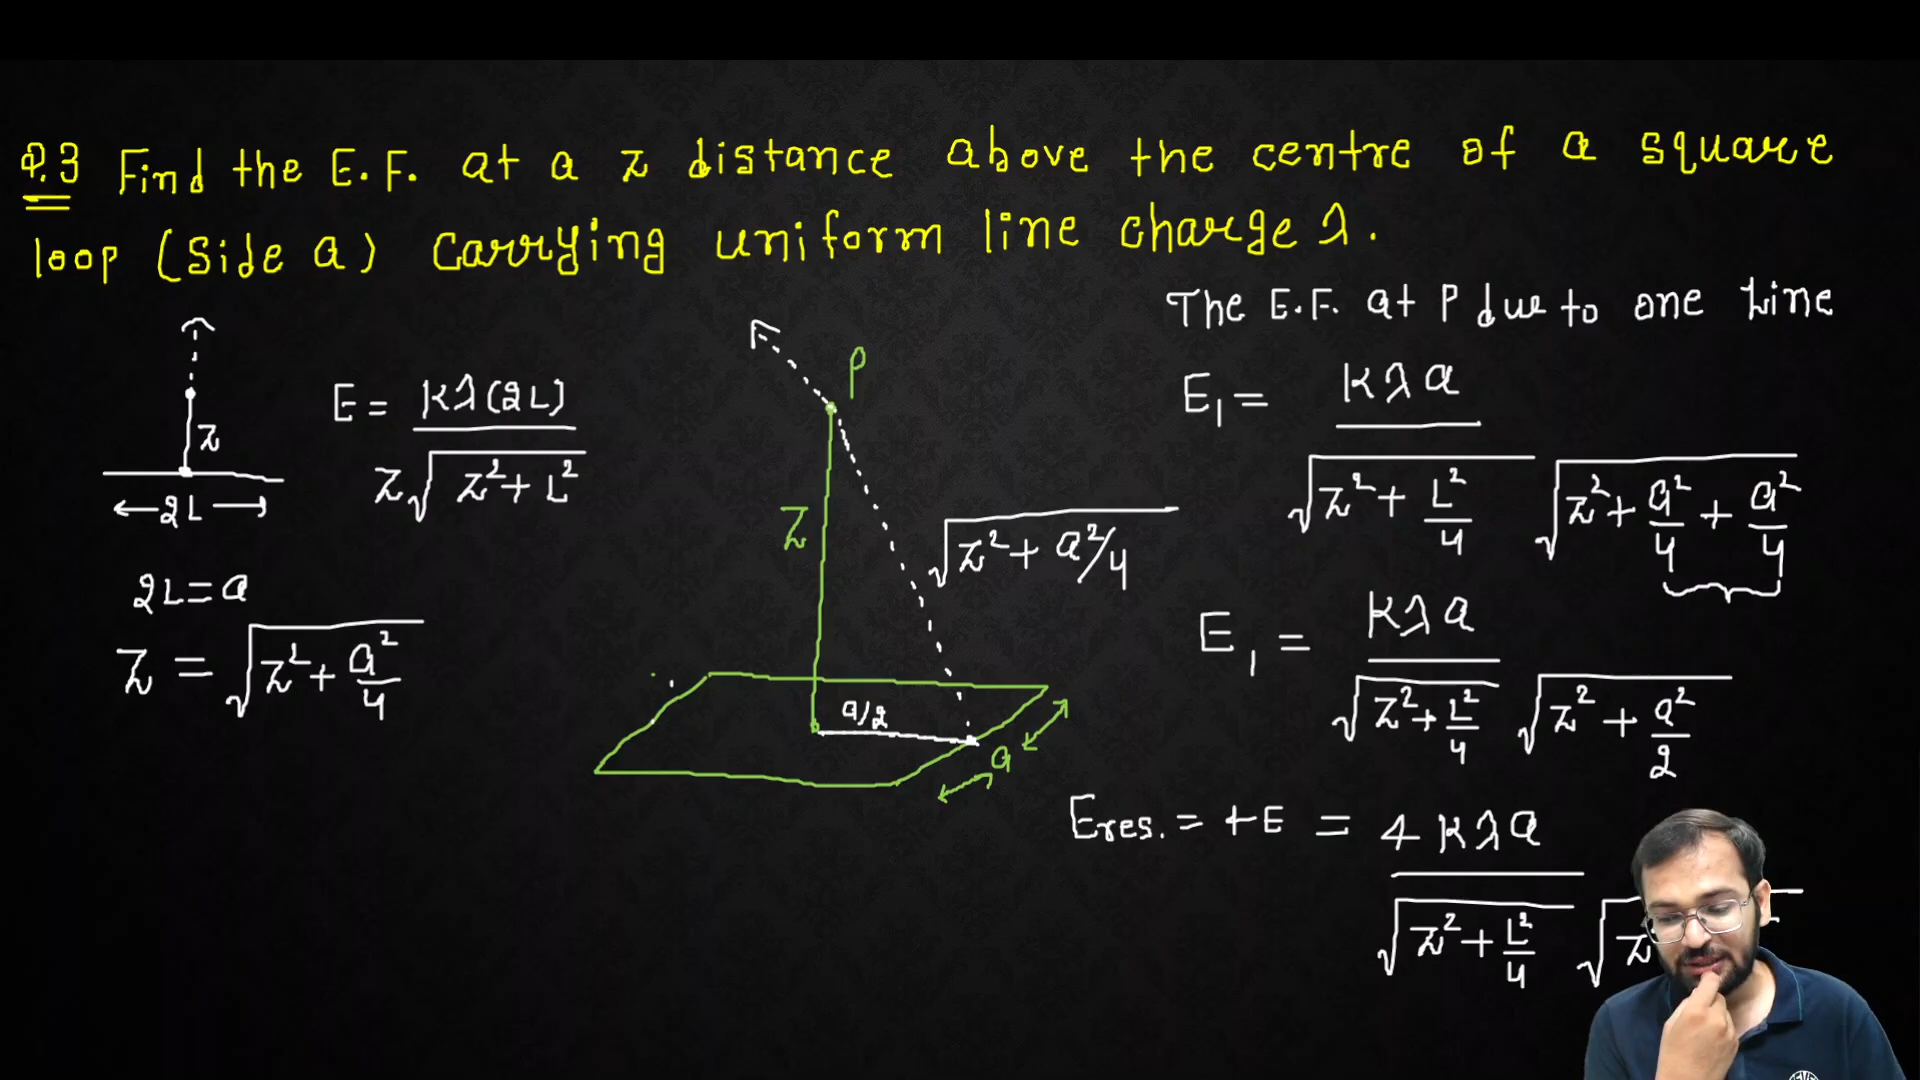 Q.3 Find the E.F. at a z distance above the centre of a square
loop (side a) carrying uniform line charge λ.
z
2L
E = Kλ(2L) / z√(z²+L²)
2L = a
z = √(z²+a²/4)
P
z
√(z²+a²/4)
a/2
a
The E.F. at P due to one Line
E₁ = Kλa / √(z²+L²/4) √(z²+a²/4+a²/4)
E₁ = Kλa / √(z²+L²/4) √(z²+a²/2)
Eres. = 4E = 4Kλa / √(z²+L²/4) √z